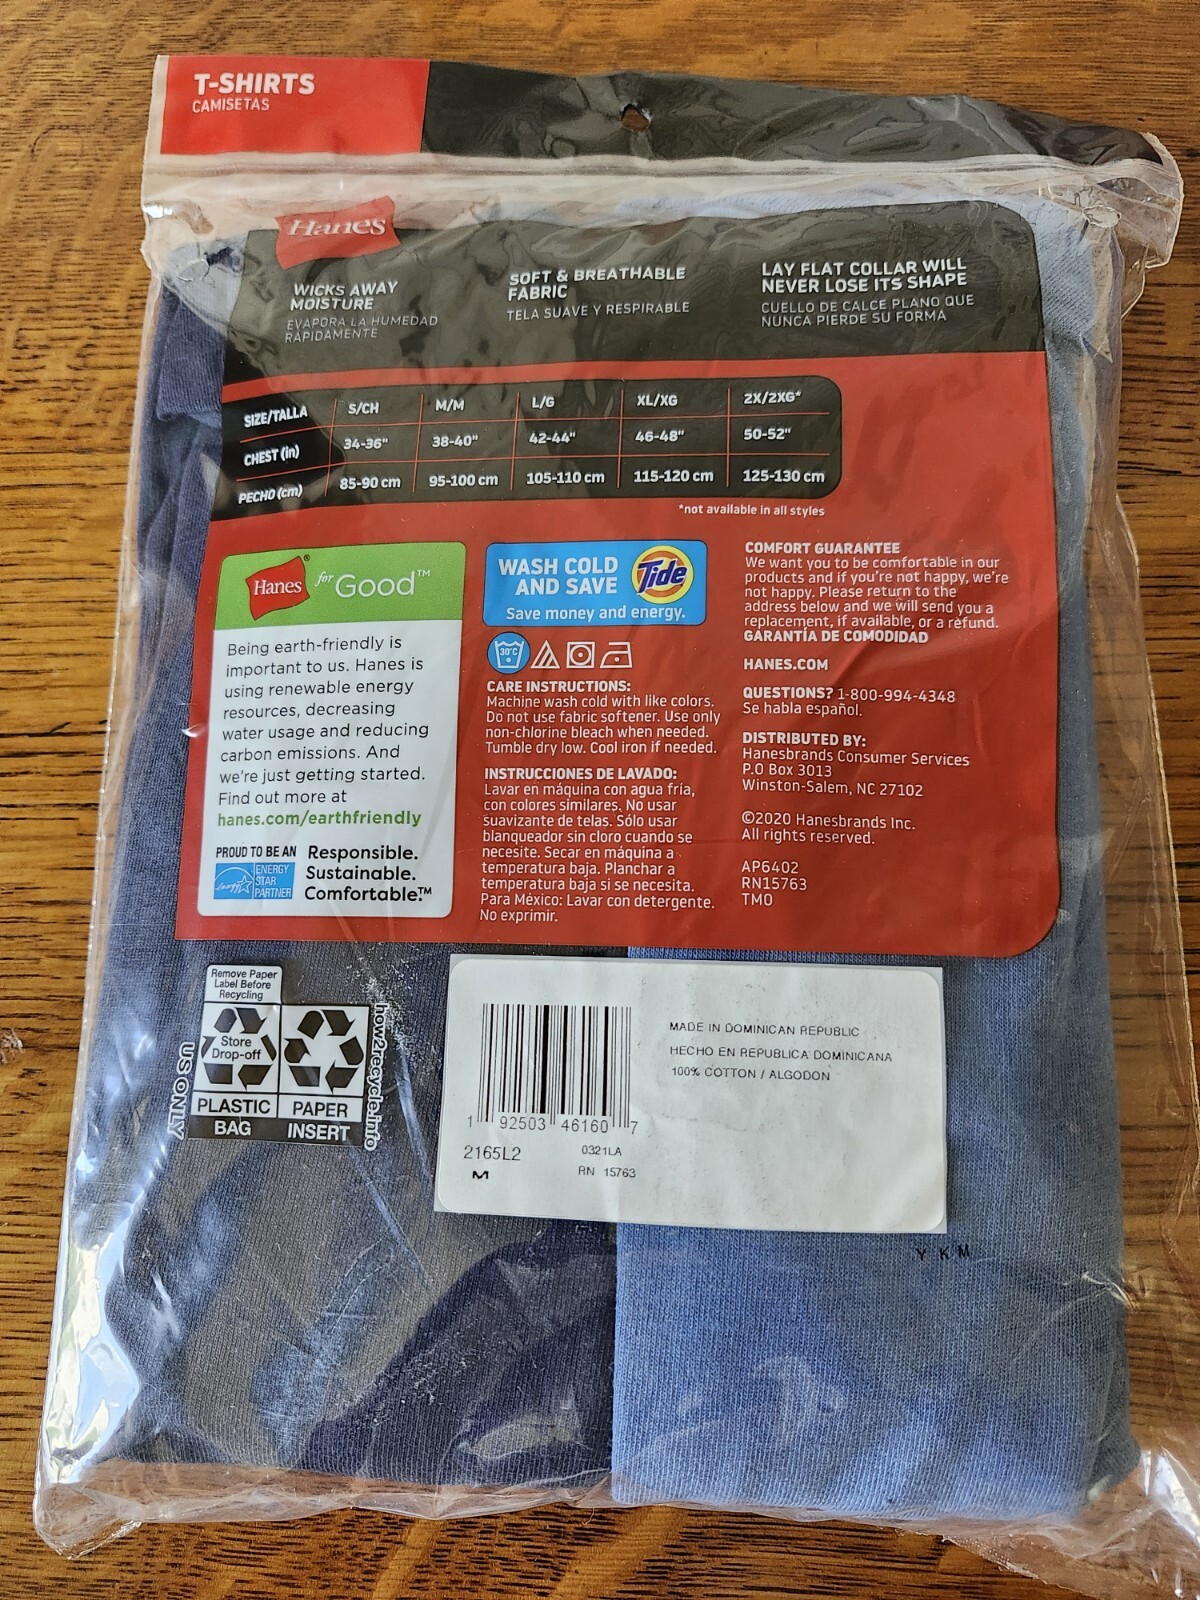 T-SHIRTS
CAMISETAS
Hanes
WICKS AWAY
MOISTURE
EVAPORA LA HUMEDAD
RÁPIDAMENTE
SOFT & BREATHABLE
FABRIC
TELA SUAVE Y RESPIRABLE
LAY FLAT COLLAR WILL
NEVER LOSE ITS SHAPE
CUELLO DE CALCE PLANO QUE
NUNCA PIERDE SU FORMA
SIZE/TALLA S/CH M/M L/G XL/XG 2X/2XG*
CHEST (in) 34-36" 38-40" 42-44" 46-48" 50-52"
PECHO (cm) 85-90 cm 95-100 cm 105-110 cm 115-120 cm 125-130 cm
*not available in all styles
Hanes® for Good™
Being earth-friendly is
important to us. Hanes is
using renewable energy
resources, decreasing
water usage and reducing
carbon emissions. And
we're just getting started.
Find out more at
hanes.com/earthfriendly
PROUD TO BE AN
ENERGY
STAR
PARTNER
Responsible.
Sustainable.
Comfortable.™
WASH COLD
AND SAVE
Tide
Save money and energy.
30°C
CARE INSTRUCTIONS:
Machine wash cold with like colors.
Do not use fabric softener. Use only
non-chlorine bleach when needed.
Tumble dry low. Cool iron if needed.
INSTRUCCIONES DE LAVADO:
Lavar en máquina con agua fría,
con colores similares. No usar
suavizante de telas. Sólo usar
blanqueador sin cloro cuando se
necesite. Secar en máquina a
temperatura baja. Planchar a
temperatura baja si se necesita.
Para México: Lavar con detergente.
No exprimir.
COMFORT GUARANTEE
We want you to be comfortable in our
products and if you're not happy, we're
not happy. Please return to the
address below and we will send you a
replacement, if available, or a refund.
GARANTÍA DE COMODIDAD
HANES.COM
QUESTIONS? 1-800-994-4348
Se habla español.
DISTRIBUTED BY:
Hanesbrands Consumer Services
P.O Box 3013
Winston-Salem, NC 27102
©2020 Hanesbrands Inc.
All rights reserved.
AP6402
RN15763
TMO
Remove Paper
Label Before
Recycling
Store
Drop-off
PLASTIC
BAG
PAPER
INSERT
US ONLY
how2recycle.info
1 92503 46160 7
2165L2
0321LA
M
RN 15763
MADE IN DOMINICAN REPUBLIC
HECHO EN REPUBLICA DOMINICANA
100% COTTON / ALGODON
Y K M